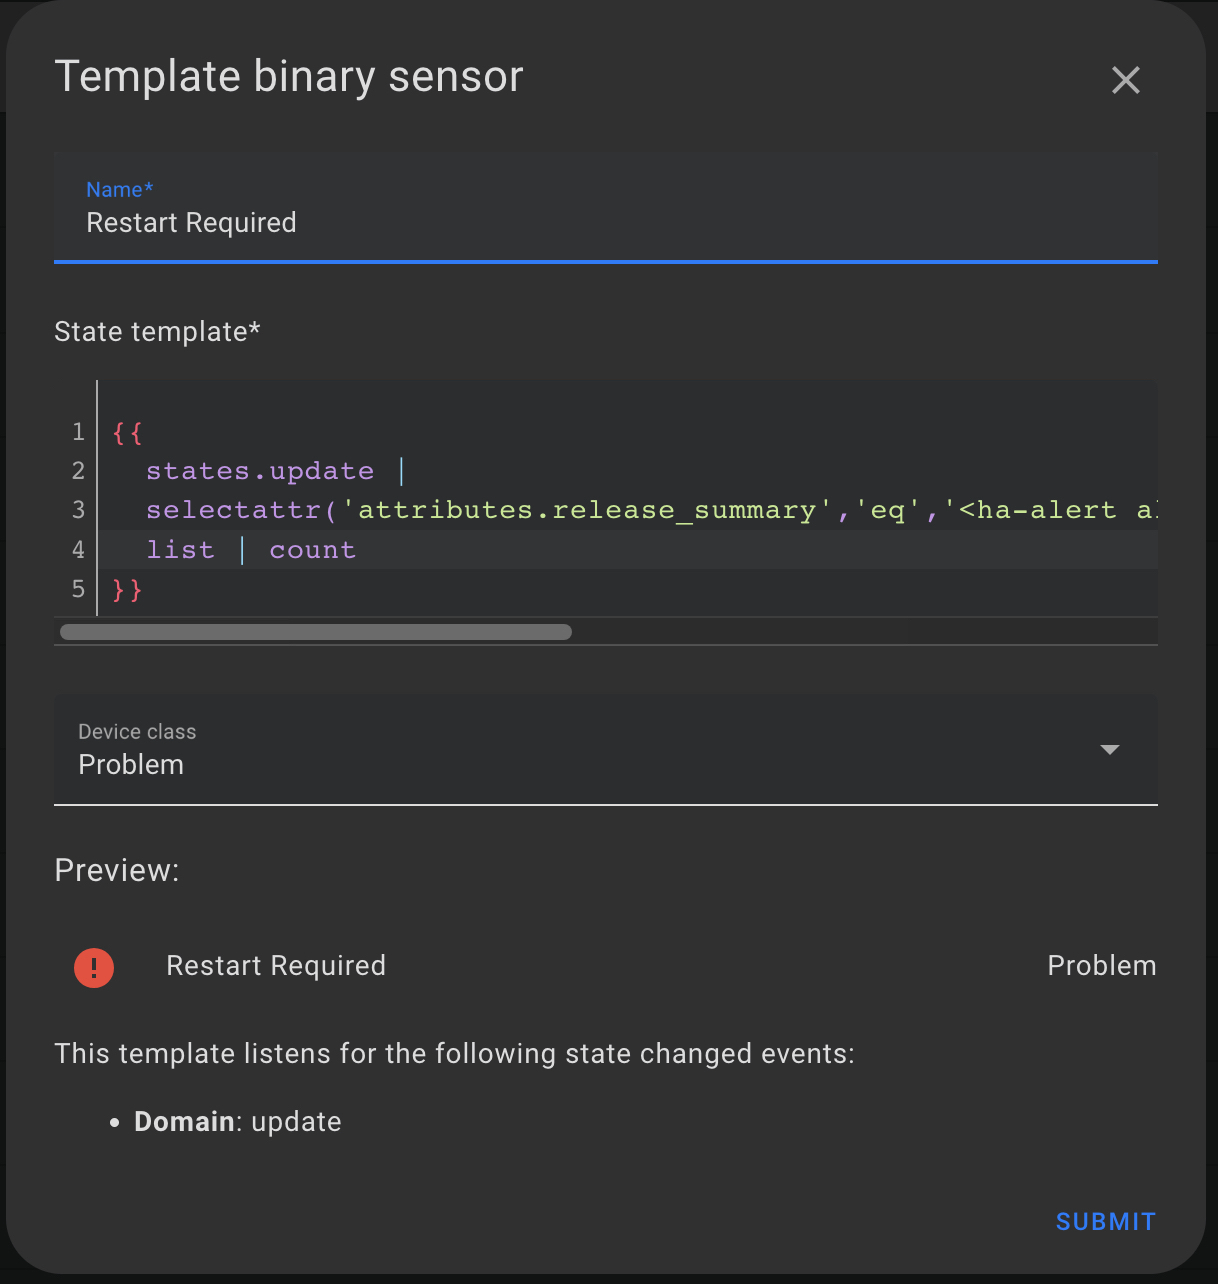 Template binary sensor
Name*
Restart Required
State template*
1 {{
2 states.update |
3 selectattr('attributes.release_summary','eq','<ha-alert
4 list | count
5 }}
Device class
Problem
Preview:
Restart Required Problem
This template listens for the following state changed events:
• Domain: update
SUBMIT